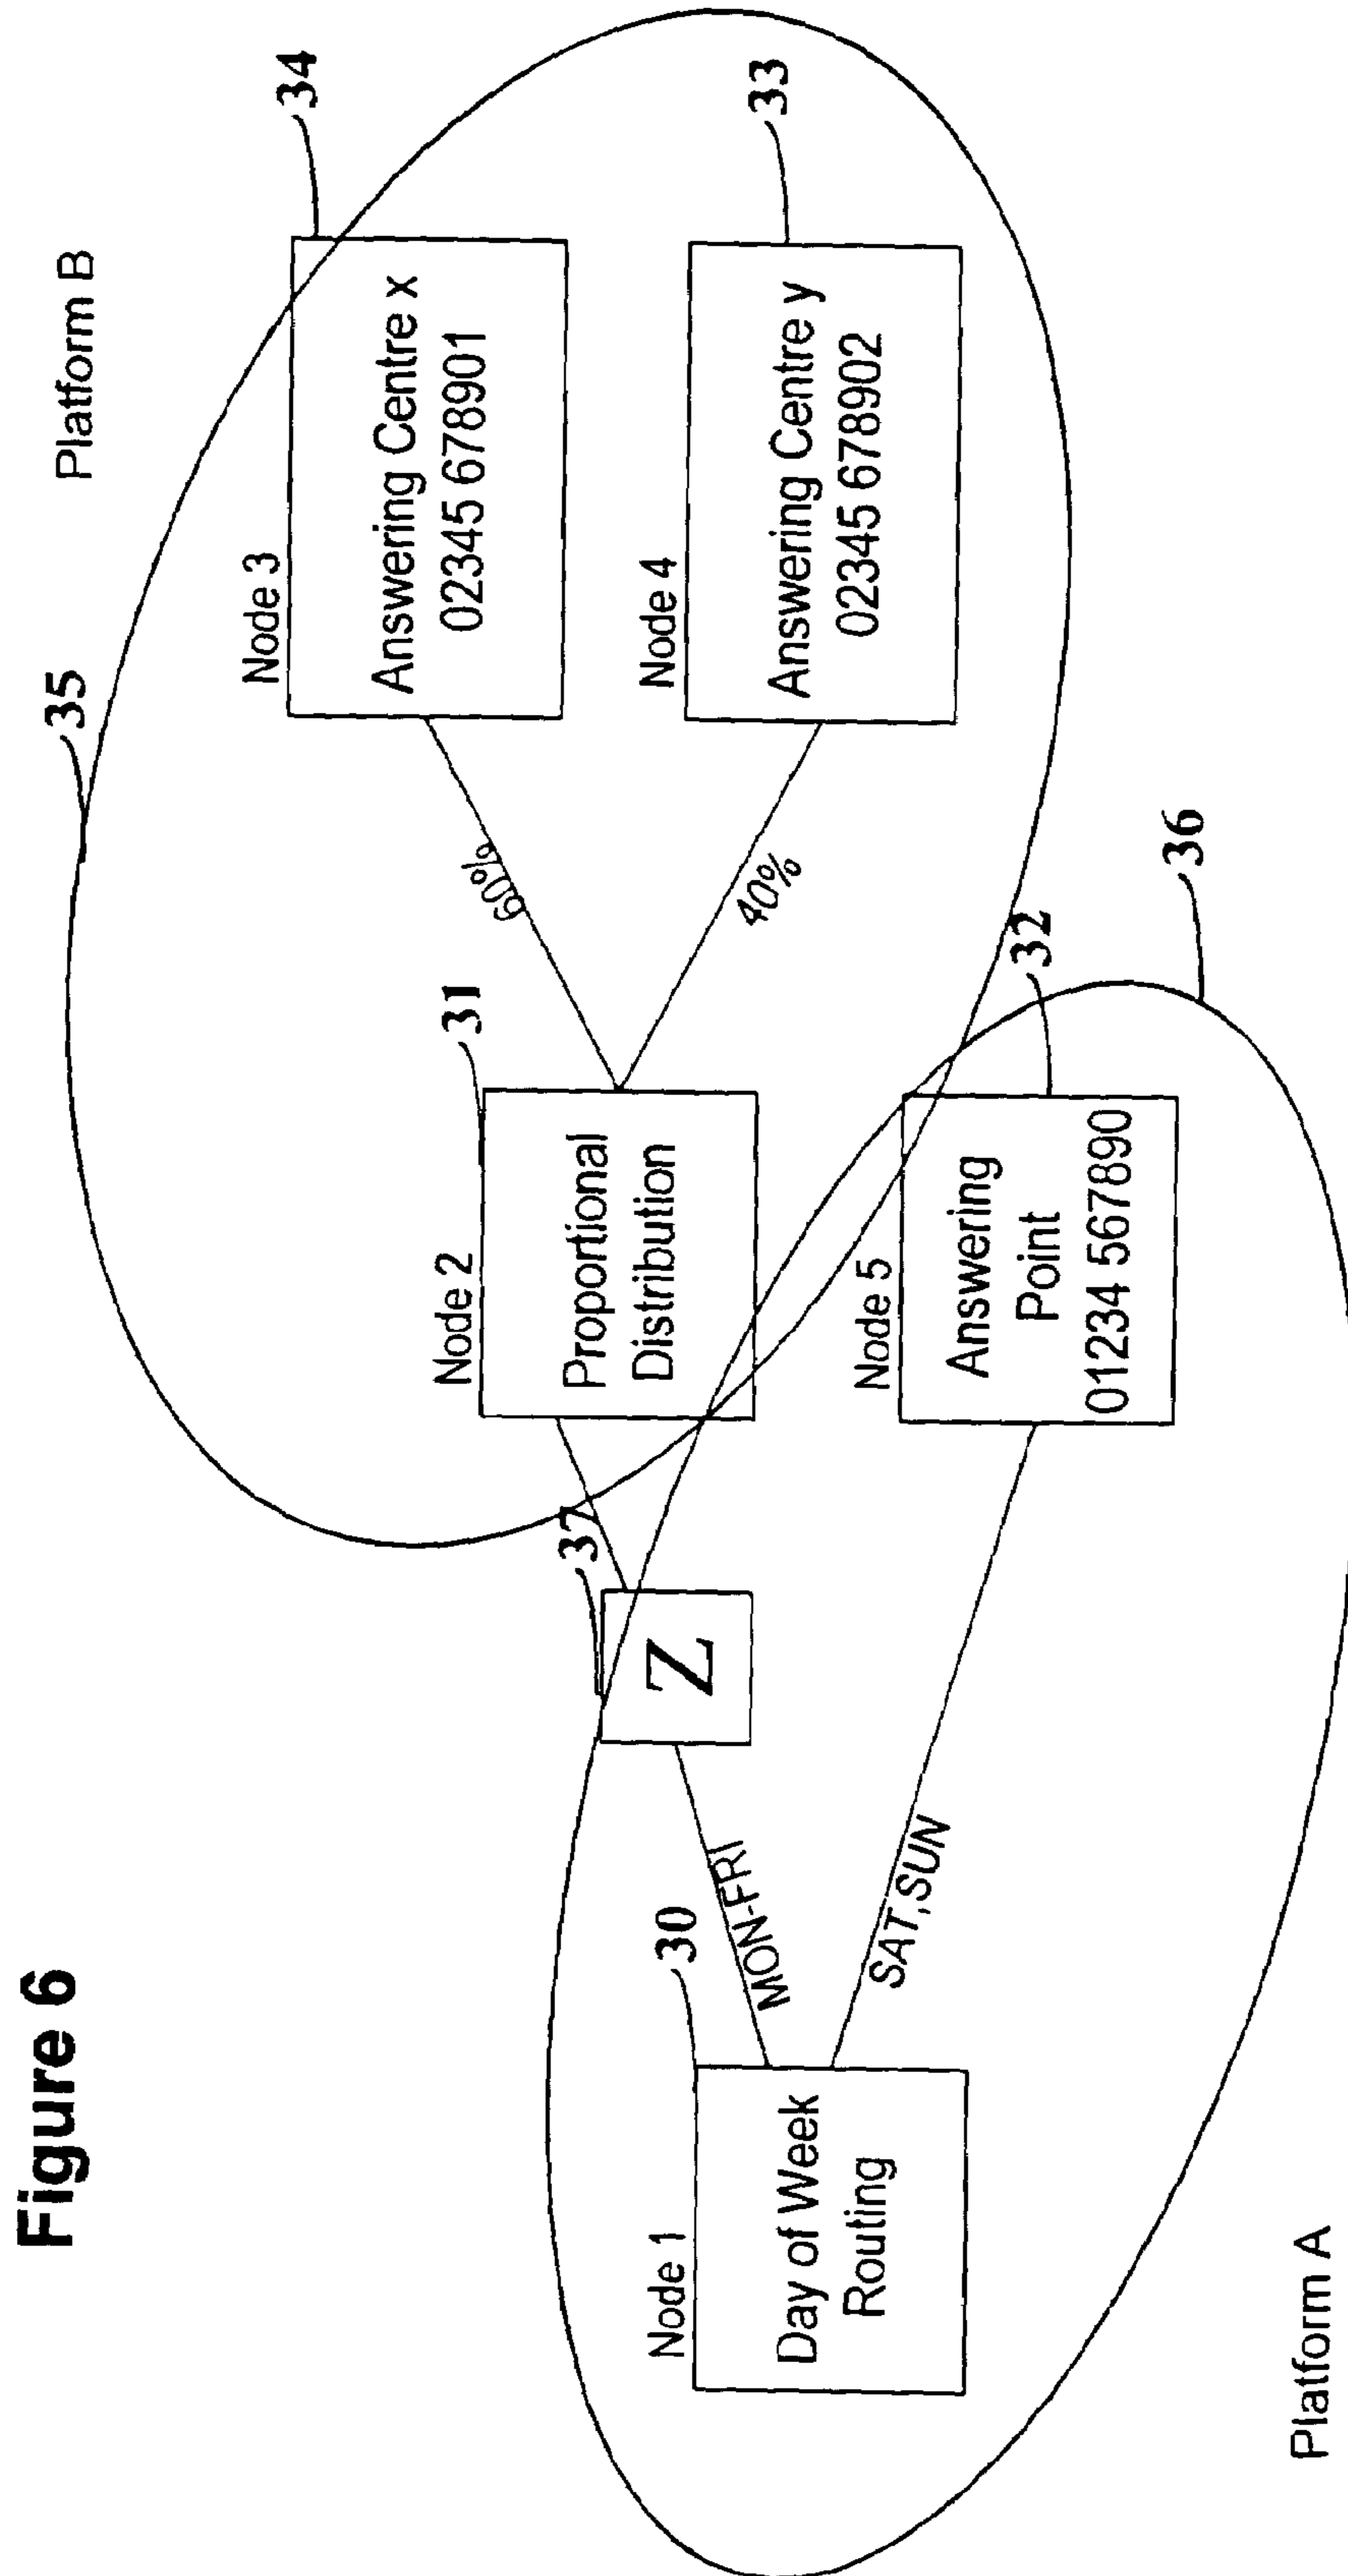 Figure 6
Platform B
35
34
Node 3
Answering Centre x
02345 678901
60%
31
Node 2
Proportional
Distribution
33
Node 4
Answering Centre y
02345 678902
40%
37
Z
30
MON-FRI
Node 1
Day of Week
Routing
SAT,SUN
32
Node 5
Answering
Point
01234 567890
36
Platform A